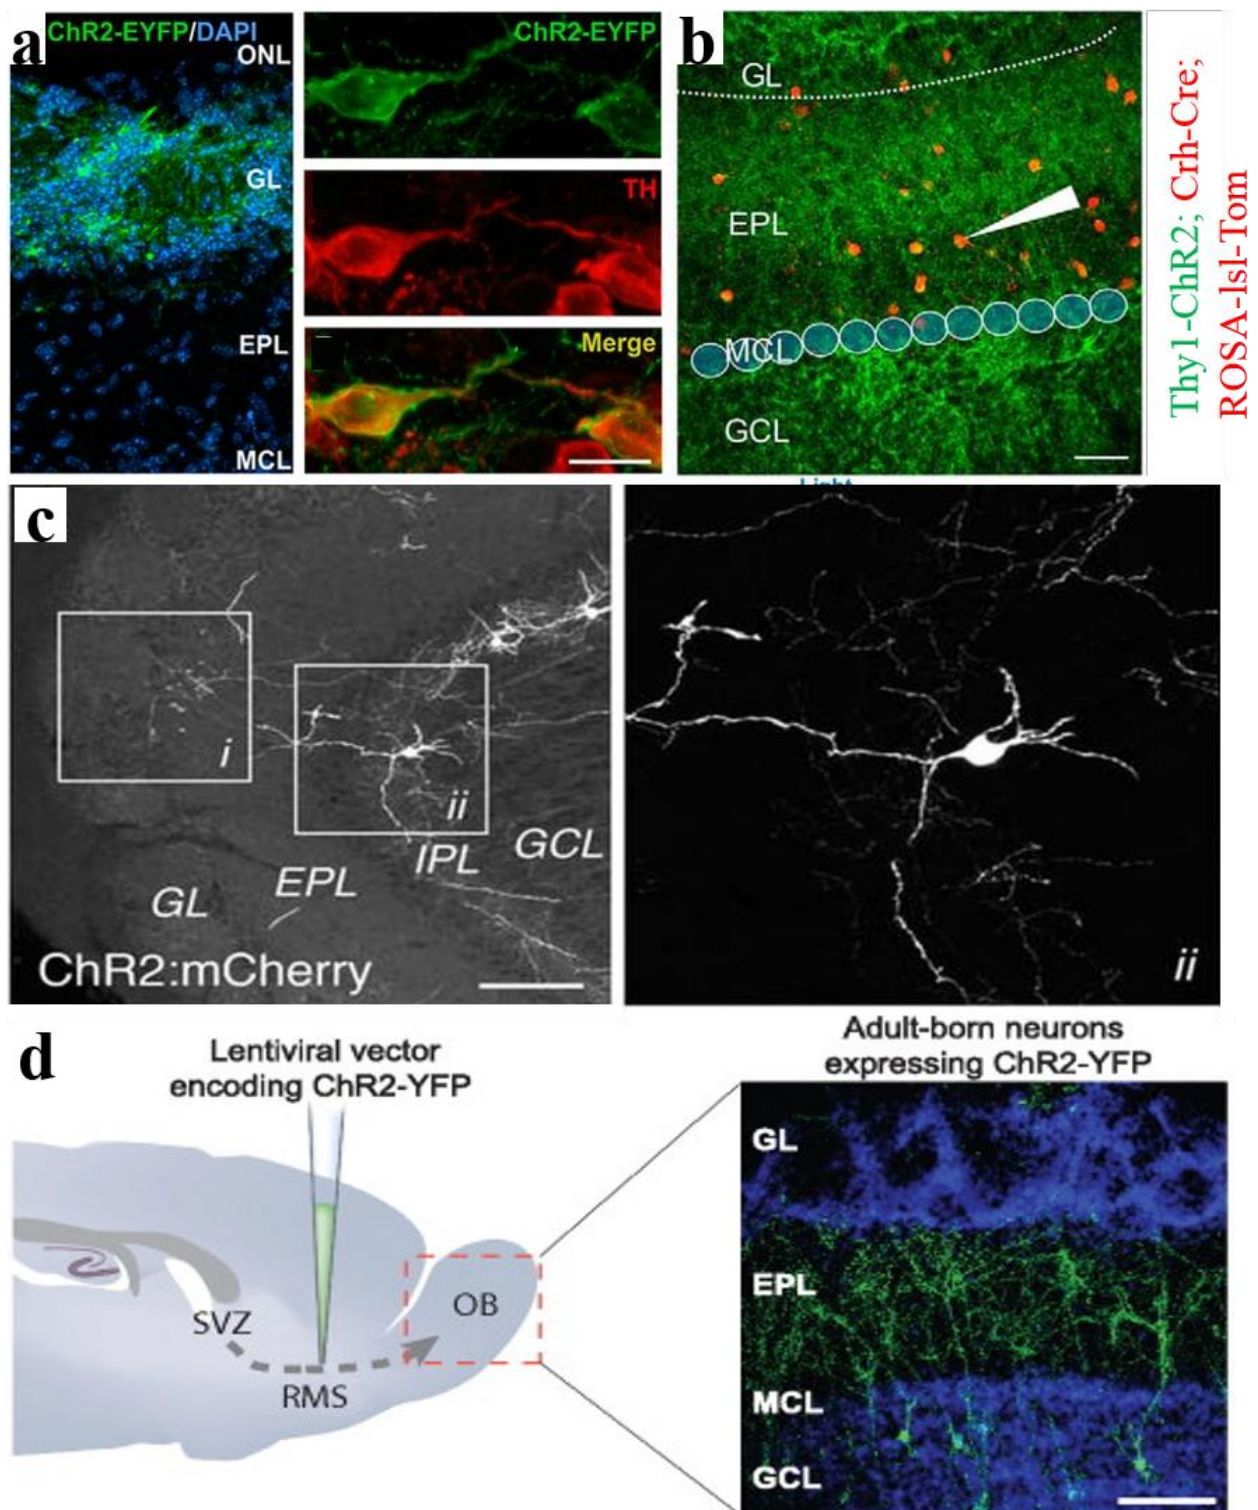 a
ChR2-EYFP/DAPI
ONL
GL
EPL
MCL
ChR2-EYFP
TH
Merge
b
GL
EPL
MCL
GCL
Thy1-ChR2; Crh-Cre;
ROSA-lsl-Tom
Light
c
i
ii
GL
EPL
IPL
GCL
ChR2:mCherry
ii
d
Lentiviral vector
encoding ChR2-YFP
SVZ
RMS
OB
Adult-born neurons
expressing ChR2-YFP
GL
EPL
MCL
GCL